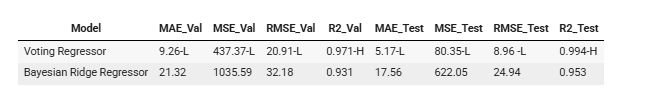 Model MAE_Val MSE_Val RMSE_Val R2_Val MAE_Test MSE_Test RMSE_Test R2_Test
Voting Regressor 9.26-L 437.37-L 20.91-L 0.971-H 5.17-L 80.35-L 8.96 -L 0.994-H
Bayesian Ridge Regressor 21.32 1035.59 32.18 0.931 17.56 622.05 24.94 0.953